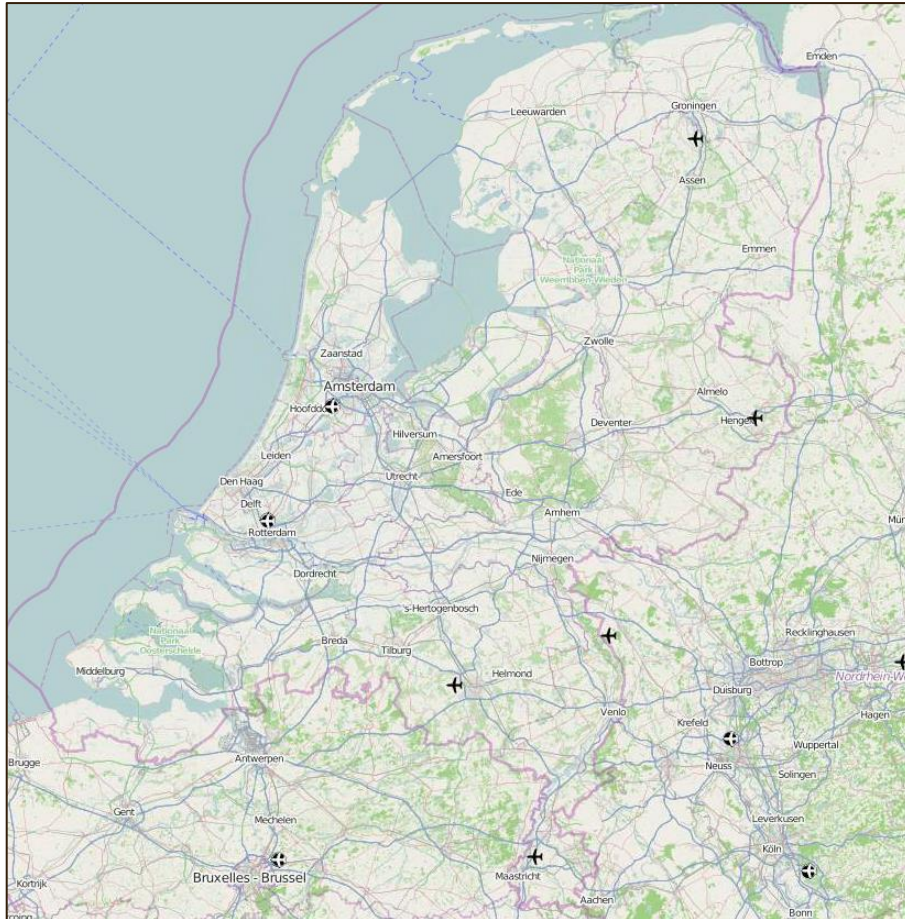 Emden
Groningen
Leeuwarden
Assen
Emmen
Nationaal
Park
Weerribben-Wieden
Zwolle
Zaanstad
Amsterdam
Almelo
Hoofddo
Hengelo
Deventer
Hilversum
Leiden
Amersfoort
Utrecht
Den Haag
Ede
Delft
Arnhem
Mün
Rotterdam
Nijmegen
Dordrecht
's-Hertogenbosch
Nationaal
Park
Oosterschelde
Breda
Recklinghausen
Tilburg
Bottrop
Middelburg
Helmond
Nordrhein-We
Duisburg
Venlo
Krefeld
Hagen
Wuppertal
Antwerpen
Brugge
Neuss
Solingen
Gent
Mechelen
Leverkusen
Köln
Bruxelles - Brussel
Maastricht
Kortrijk
Aachen
Bonn